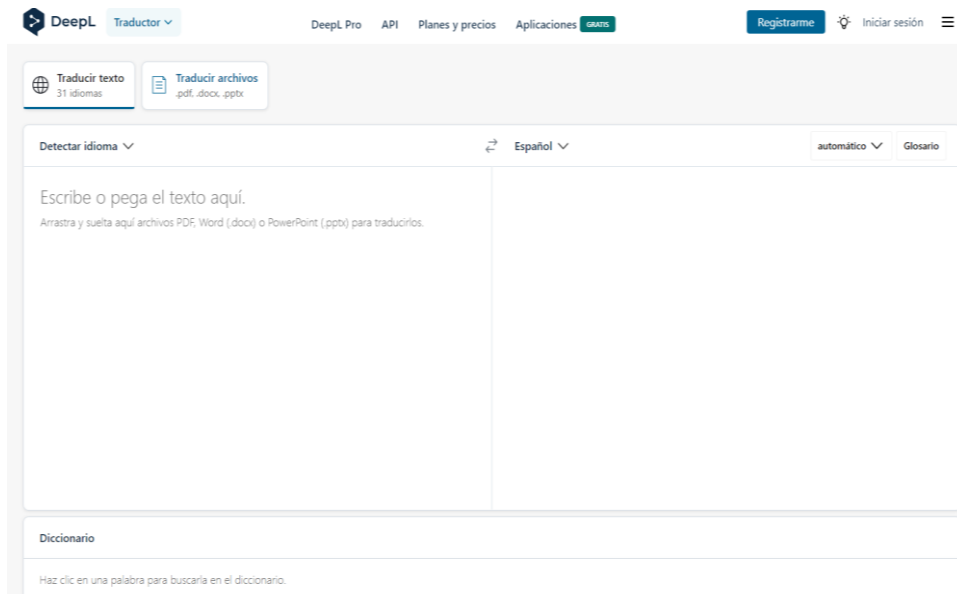 DeepL Traductor DeepL Pro API Planes y precios Aplicaciones GRATIS Registrarme Iniciar sesión
Traducir texto
31 idiomas
Traducir archivos
.pdf, .docx, .pptx
Detectar idioma Español automático Glosario
Escribe o pega el texto aquí.
Arrastra y suelta aquí archivos PDF, Word (.docx) o PowerPoint (.pptx) para traducirlos.
Diccionario
Haz clic en una palabra para buscarla en el diccionario.